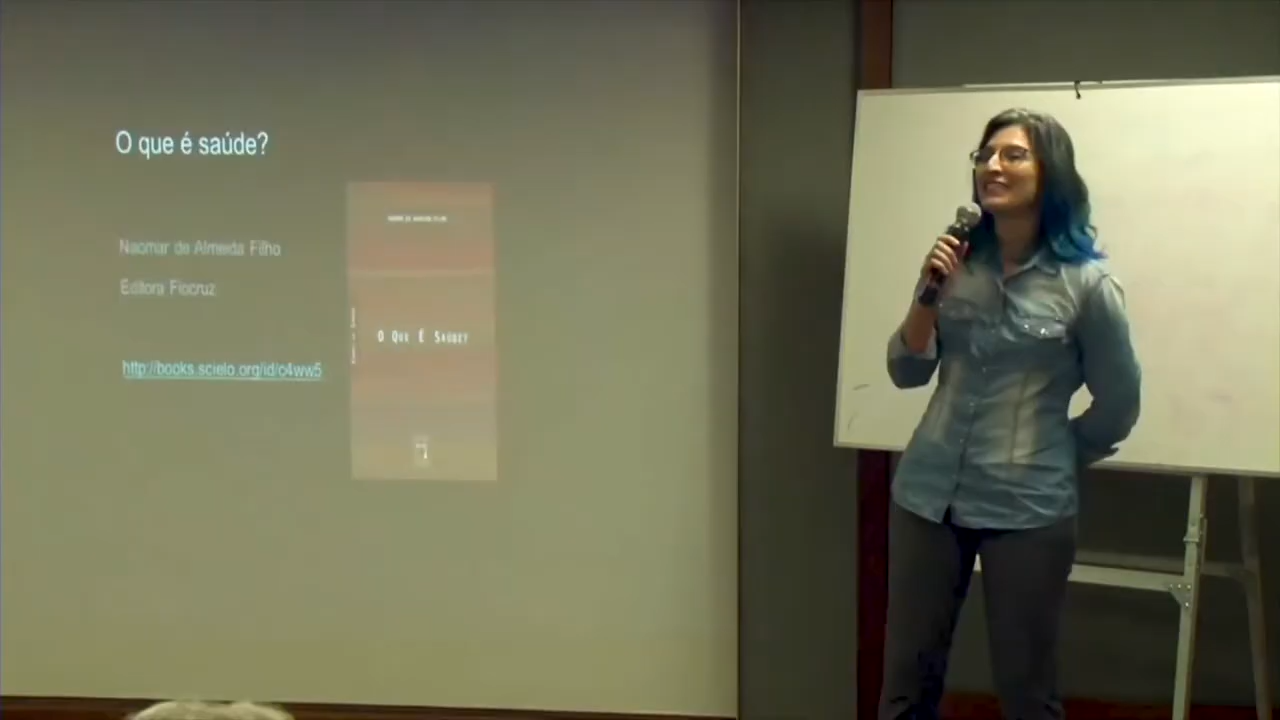 O que é saúde?
Naomar de Almeida Filho
Editora Fiocruz
http://books.scielo.org/id/c4ww5
O QUE É SAÚDE?